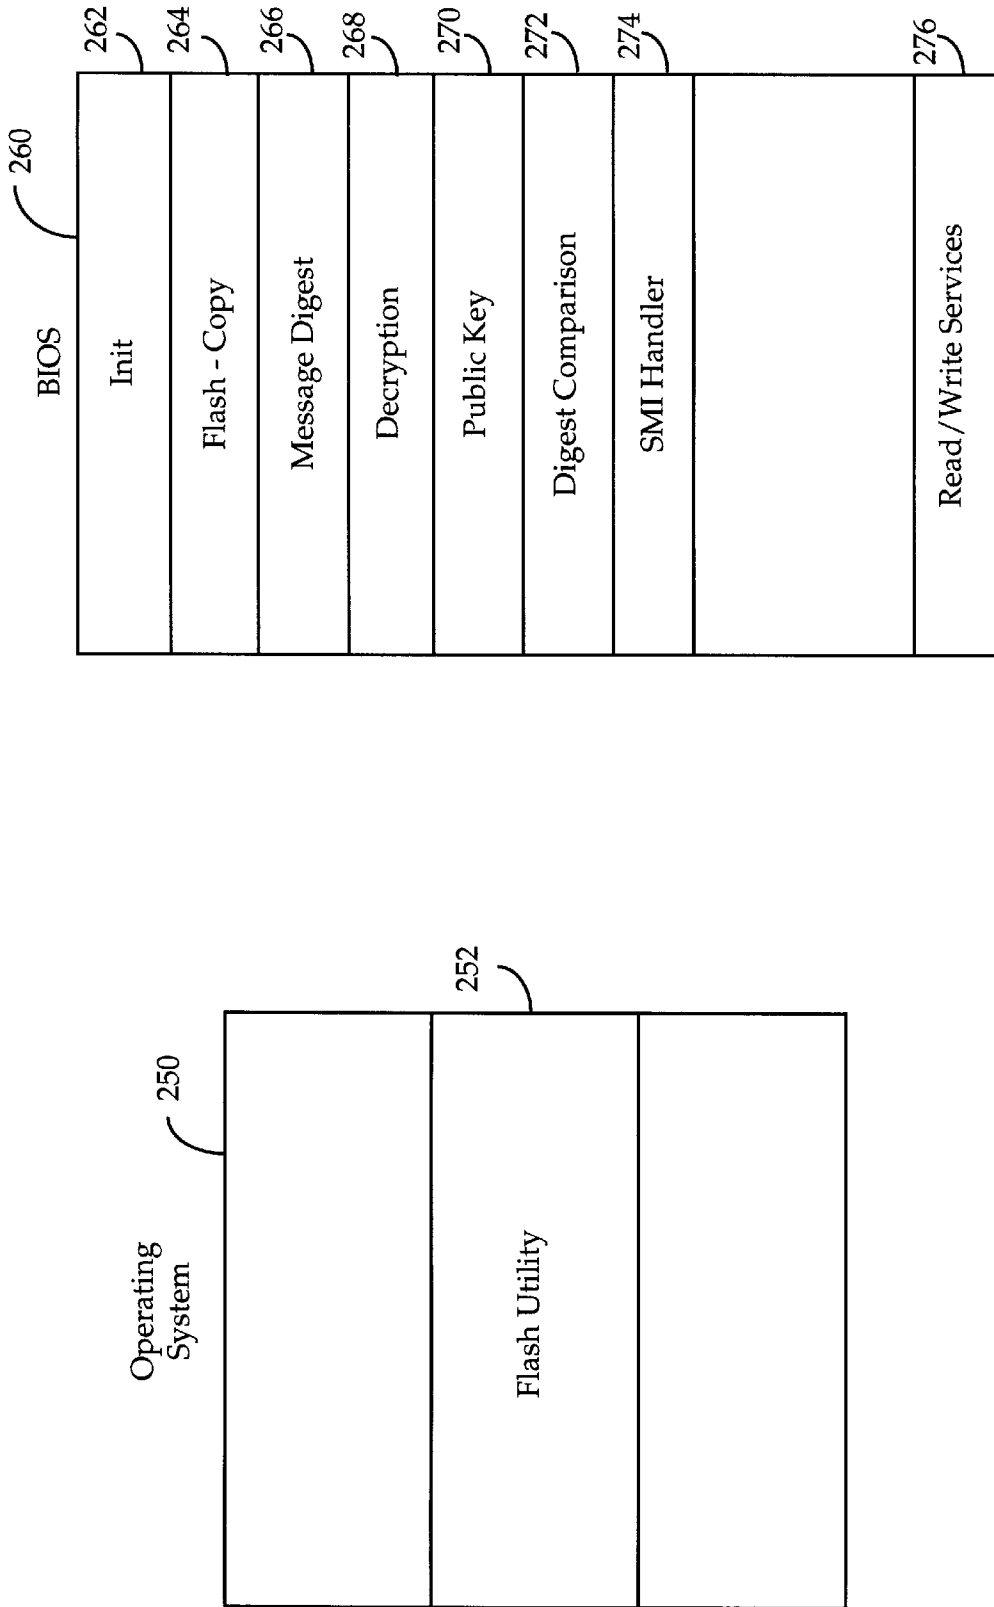 Operating
System
250
Flash Utility
252
BIOS
260
Init
262
Flash - Copy
264
Message Digest
266
Decryption
268
Public Key
270
Digest Comparison
272
SMI Handler
274
Read/Write Services
276